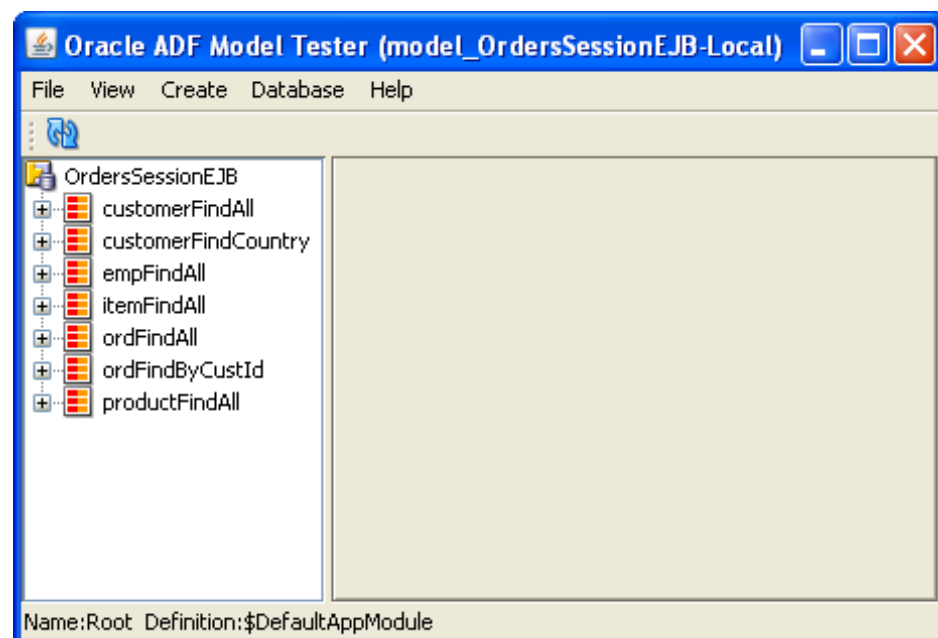 Oracle ADF Model Tester (model_OrdersSessionEJB-Local)
File View Create Database Help
OrdersSessionEJB
customerFindAll
customerFindCountry
empFindAll
itemFindAll
ordFindAll
ordFindByCustId
productFindAll
Name:Root Definition:$DefaultAppModule